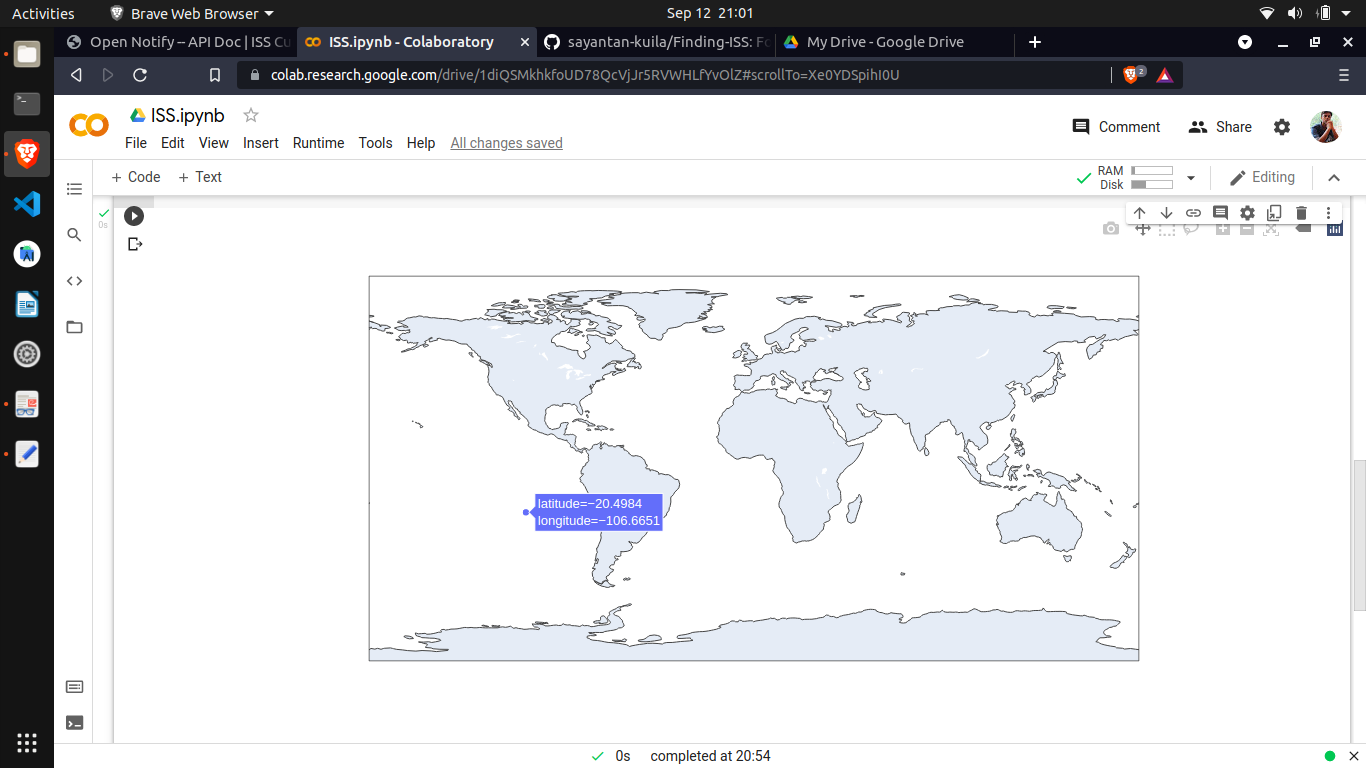 Activities Brave Web Browser Sep 12 21:01
Open Notify -- API Doc | ISS Cu ISS.ipynb - Colaboratory sayantan-kuila/Finding-ISS: Fo My Drive - Google Drive
colab.research.google.com/drive/1diQSMkhkfoUD78QcVjJr5RVWHLfYvOlZ#scrollTo=Xe0YDSpihI0U 2
ISS.ipynb
File Edit View Insert Runtime Tools Help All changes saved
Comment Share
+ Code + Text
RAM
Disk
Editing
0s
latitude=−20.4984
longitude=−106.6651
0s completed at 20:54